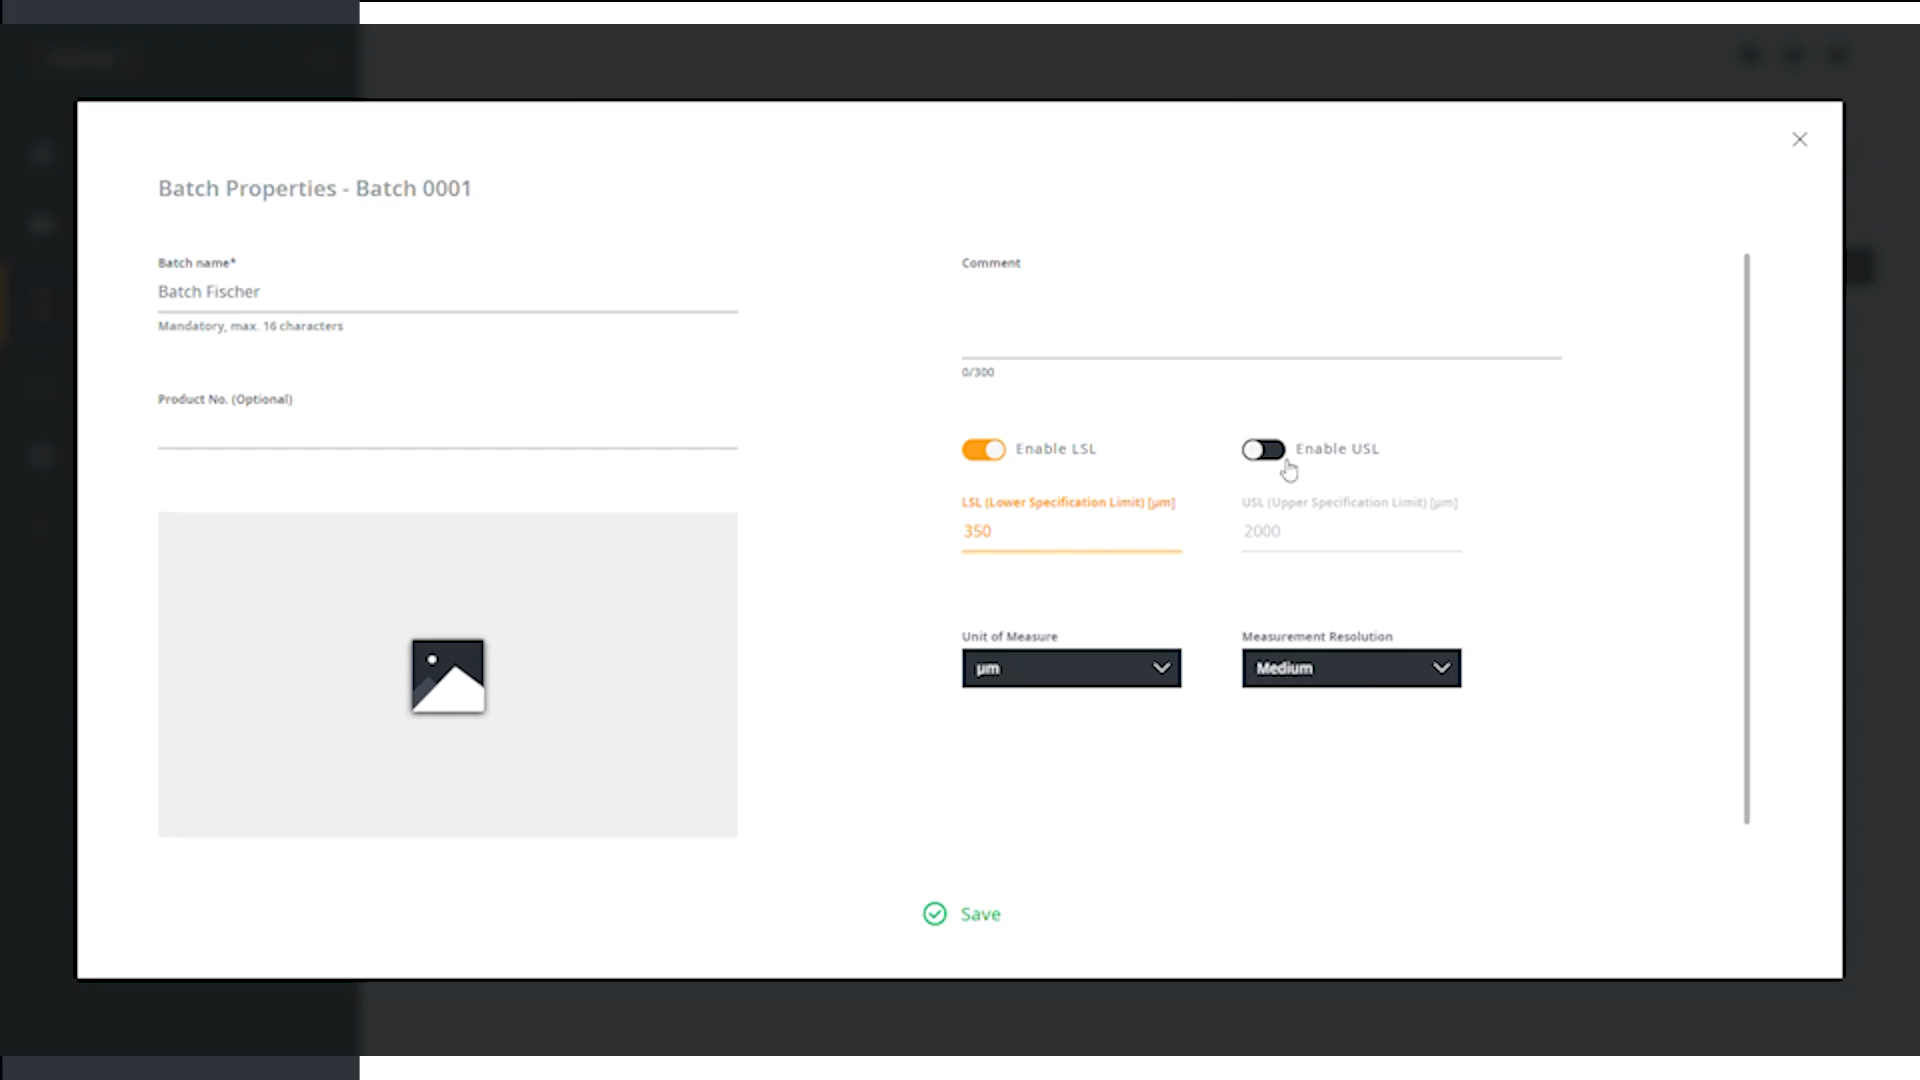 Batch Properties - Batch 0001
Batch name*
Batch Fischer
Mandatory, max. 16 characters
Product No. (Optional)
Comment
0/300
Enable LSL
Enable USL
LSL (Lower Specification Limit) [µm]
USL (Upper Specification Limit) [µm]
350
2000
Unit of Measure
Measurement Resolution
µm
Medium
Save